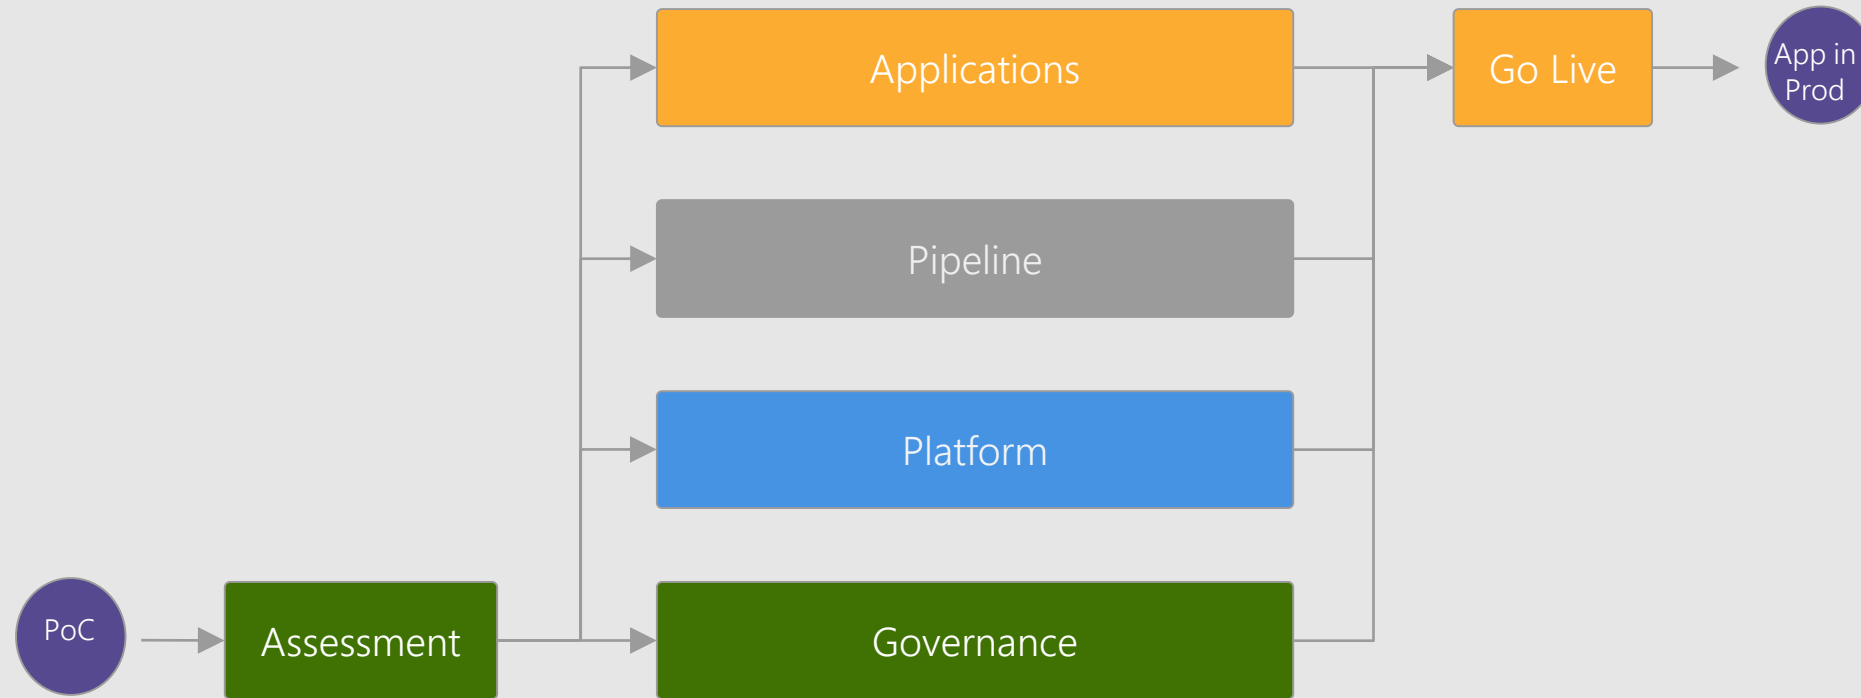 Applications
Go Live
App in
Prod
Pipeline
Platform
PoC
Assessment
Governance